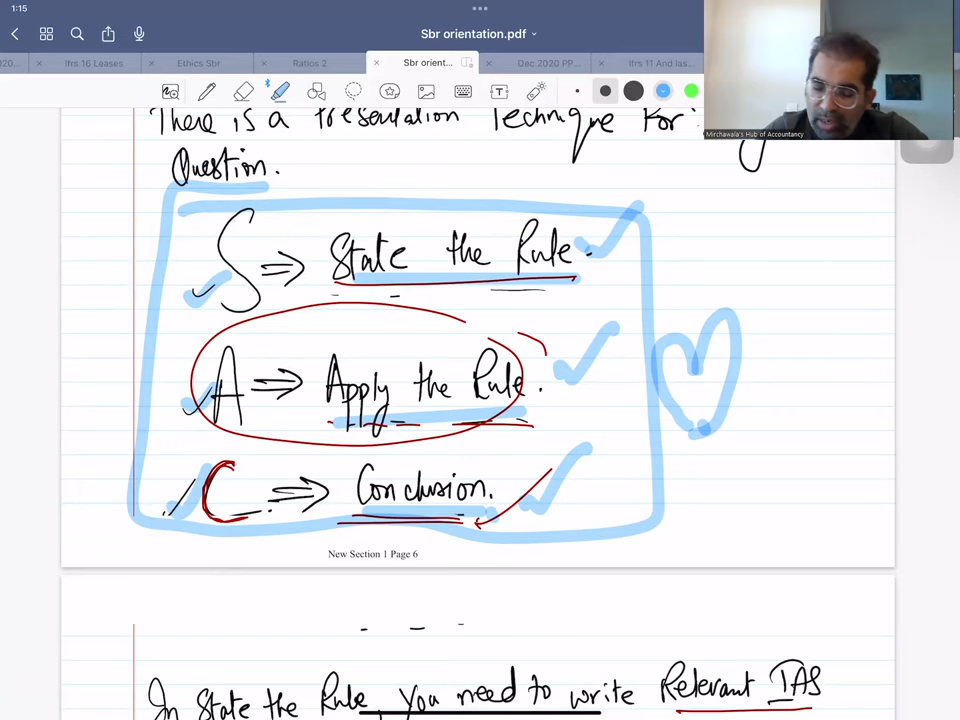 1:15
Sbr orientation.pdf
Ifrs 16 Leases
Ethics Sbr
Ratios 2
Sbr orient...
Dec 2020 PP...
Ifrs 11 And las...
Mirchawala's Hub of Accountancy
There is a Presentation Technique For
Question.
S ⇒ State the Rule.
A ⇒ Apply the Rule.
C ⇒ Conclusion.
New Section 1 Page 6
In State the Rule, You need to write Relevant IAS